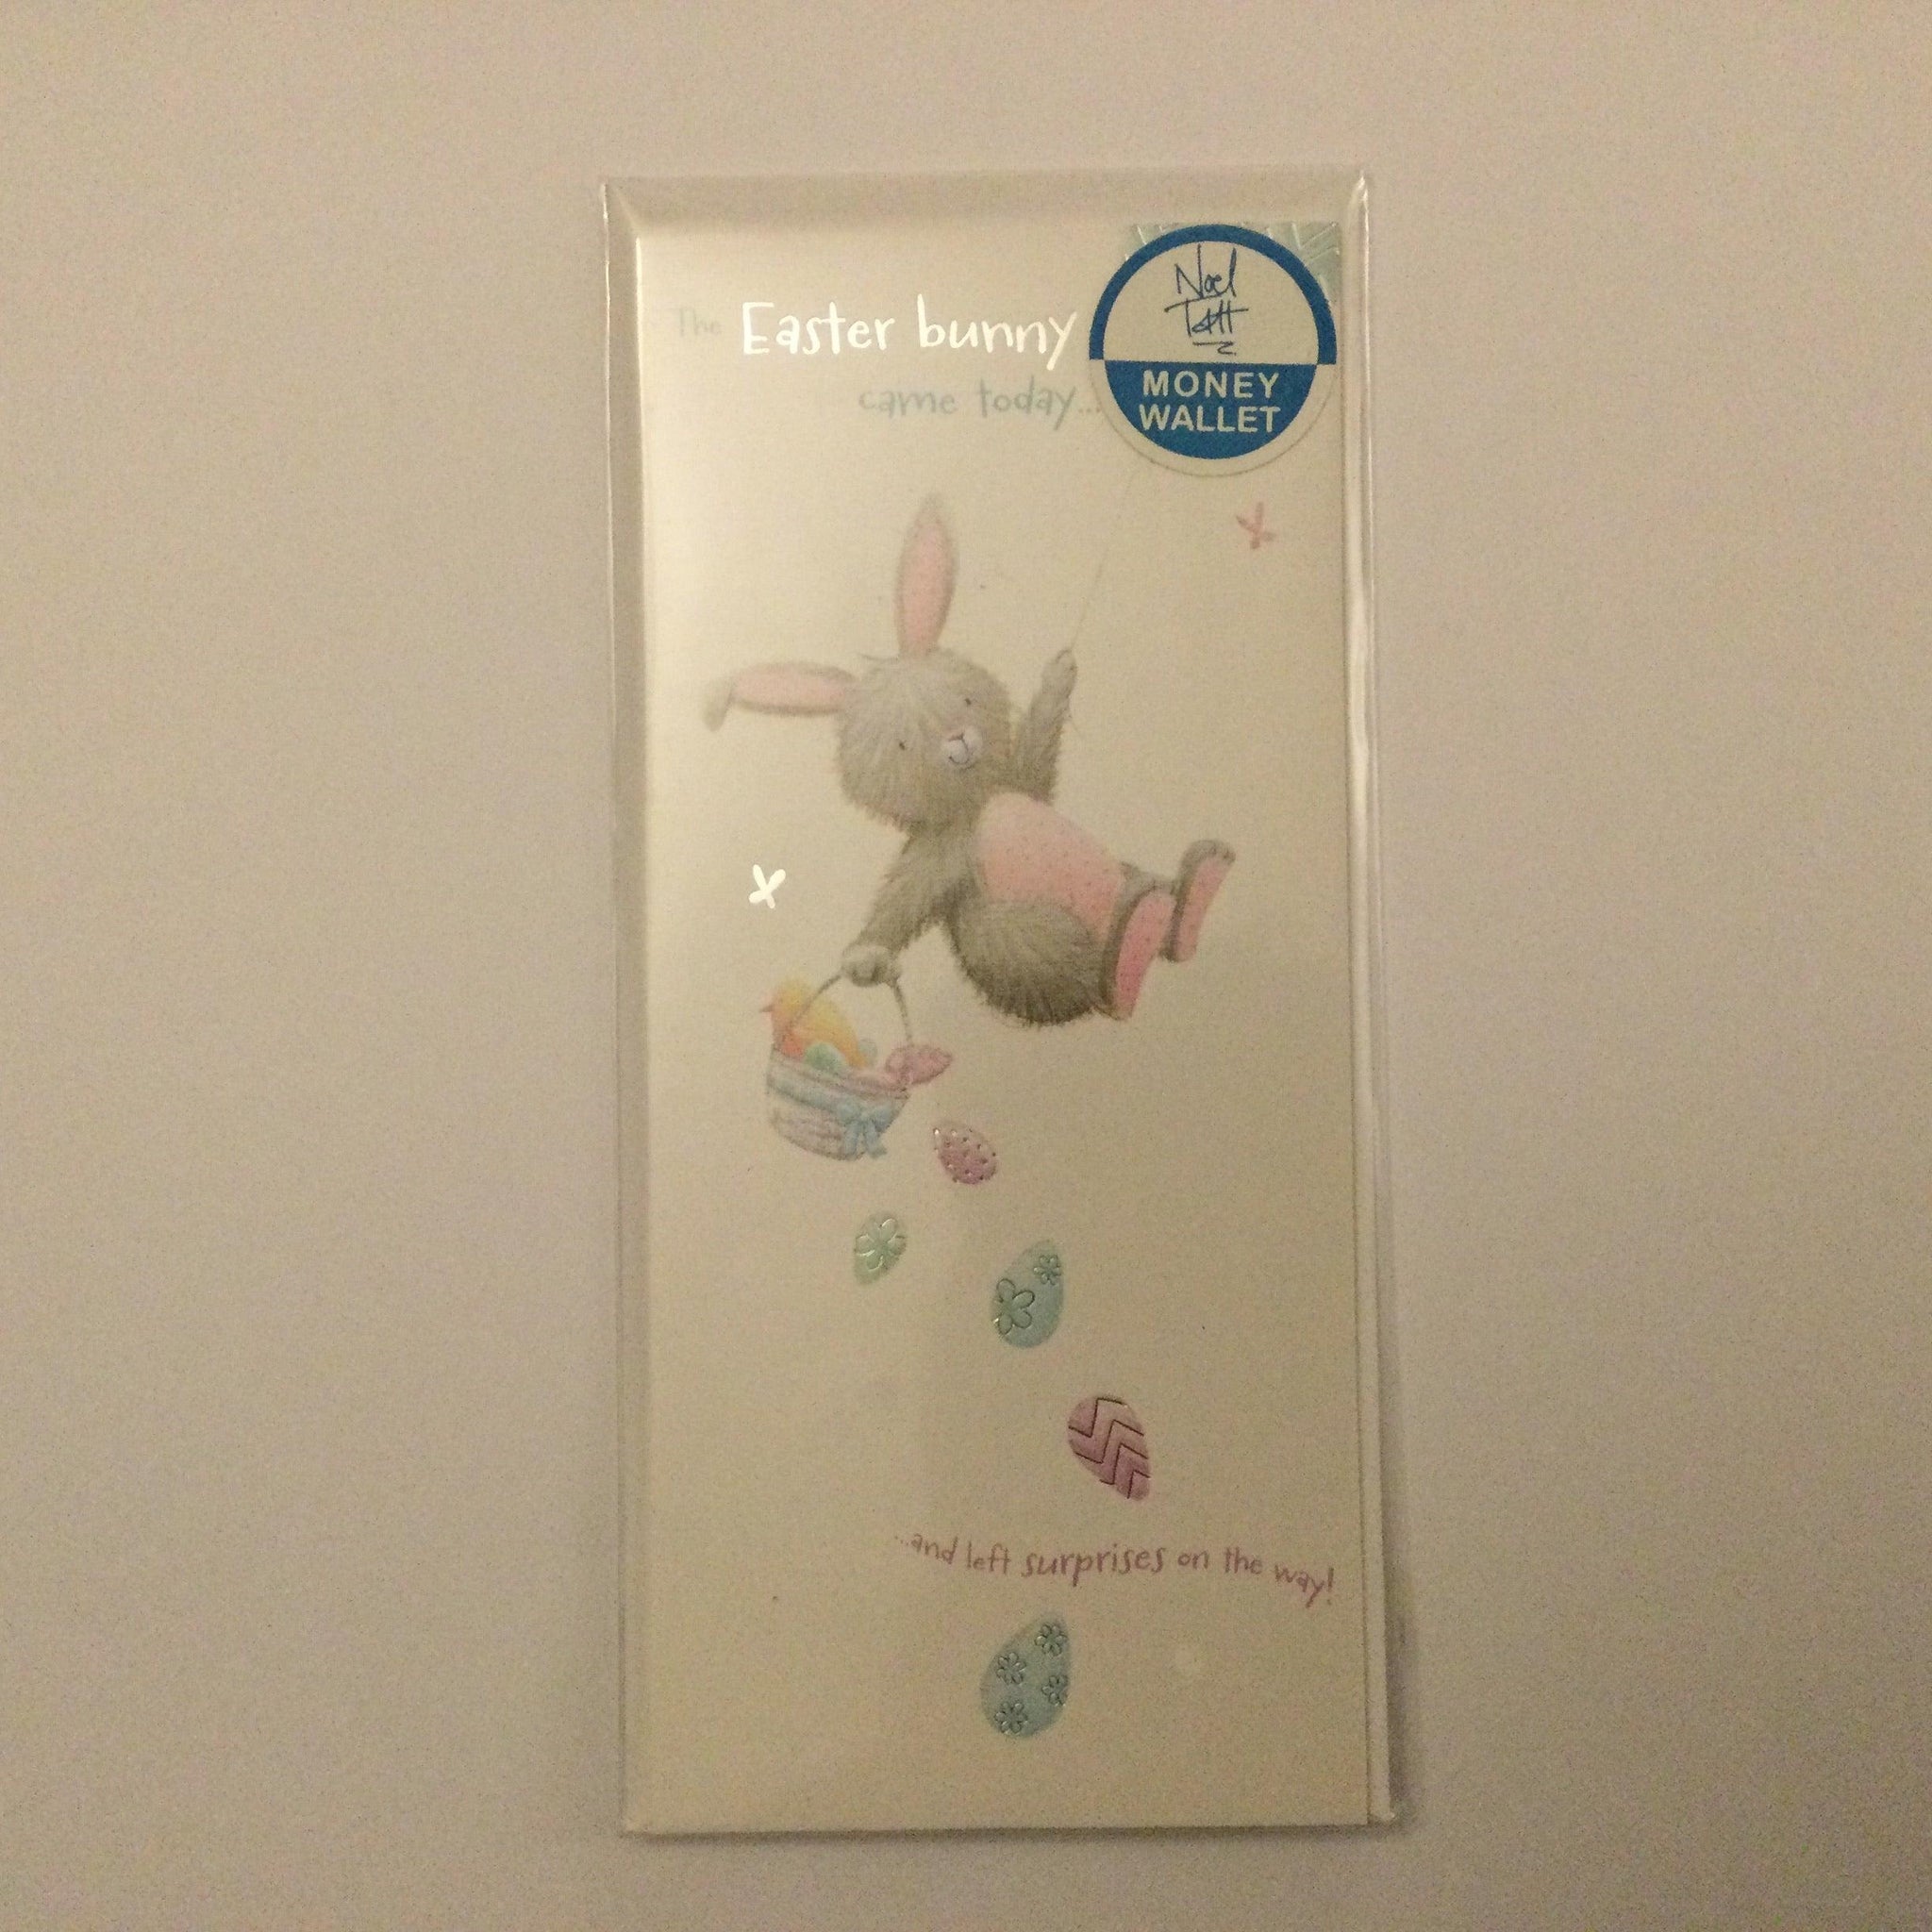 The Easter bunny
came today...
Noel
Tatt
MONEY
WALLET
...and left surprises on the way!